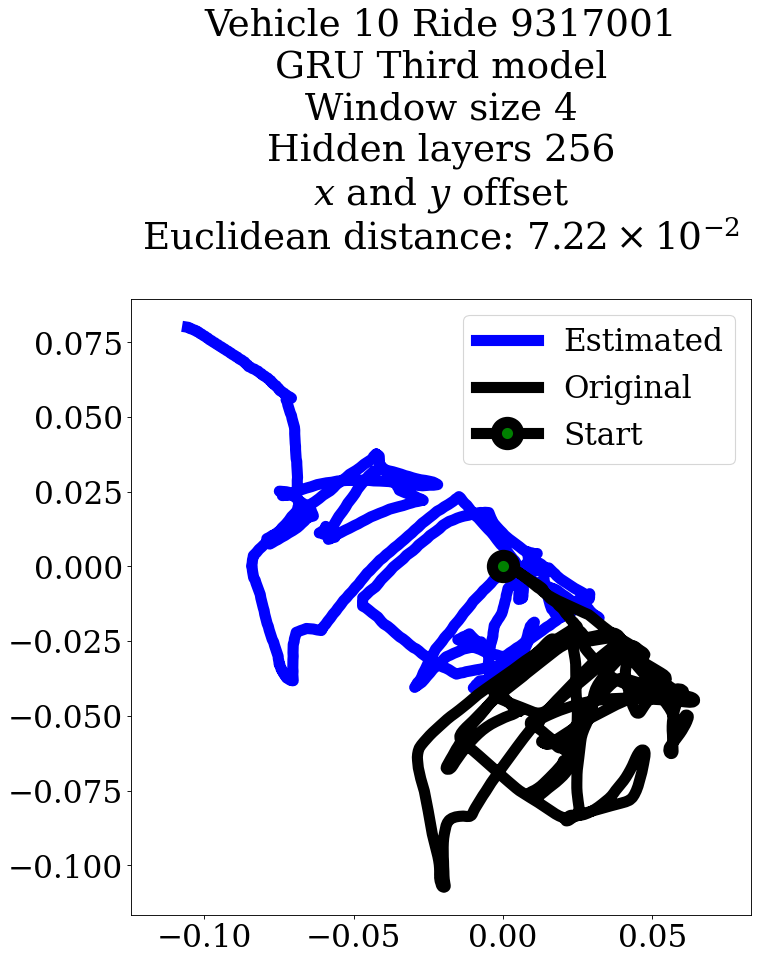 Vehicle 10 Ride 9317001
GRU Third model
Window size 4
Hidden layers 256
x and y offset
Euclidean distance: 7.22 × 10⁻²
Estimated
Original
Start
0.075
0.050
0.025
0.000
−0.025
−0.050
−0.075
−0.100
−0.10 −0.05 0.00 0.05